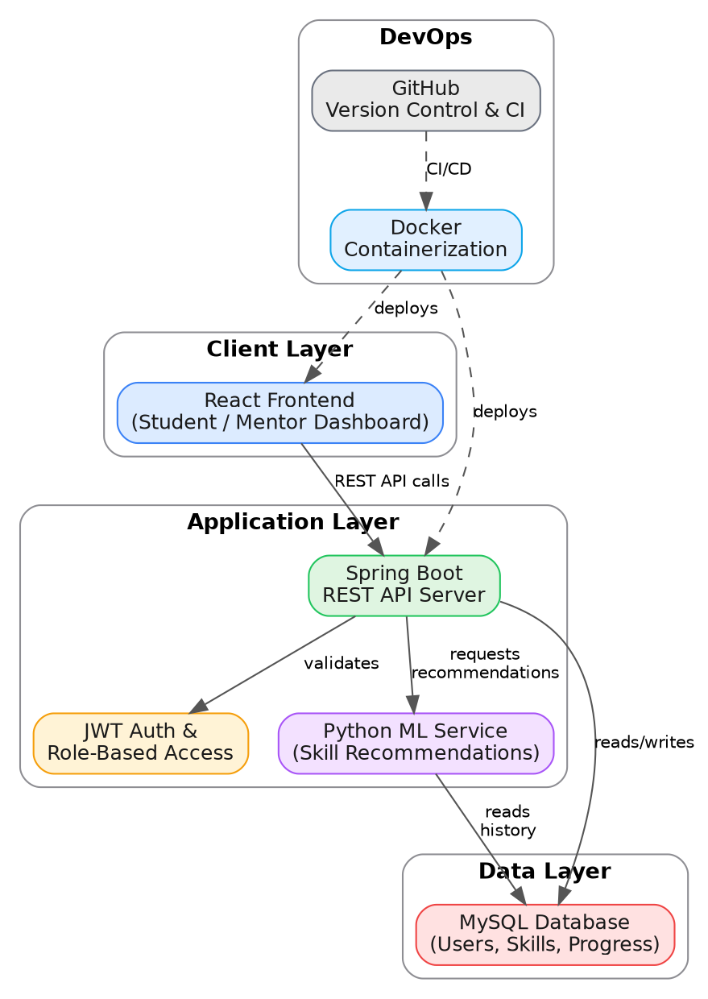 DevOps
GitHub
Version Control & CI
CI/CD
Docker
Containerization
deploys
Client Layer
React Frontend
(Student / Mentor Dashboard)
deploys
REST API calls
Application Layer
Spring Boot
REST API Server
validates
requests
recommendations
JWT Auth &
Role-Based Access
Python ML Service
(Skill Recommendations)
reads/writes
reads
history
Data Layer
MySQL Database
(Users, Skills, Progress)